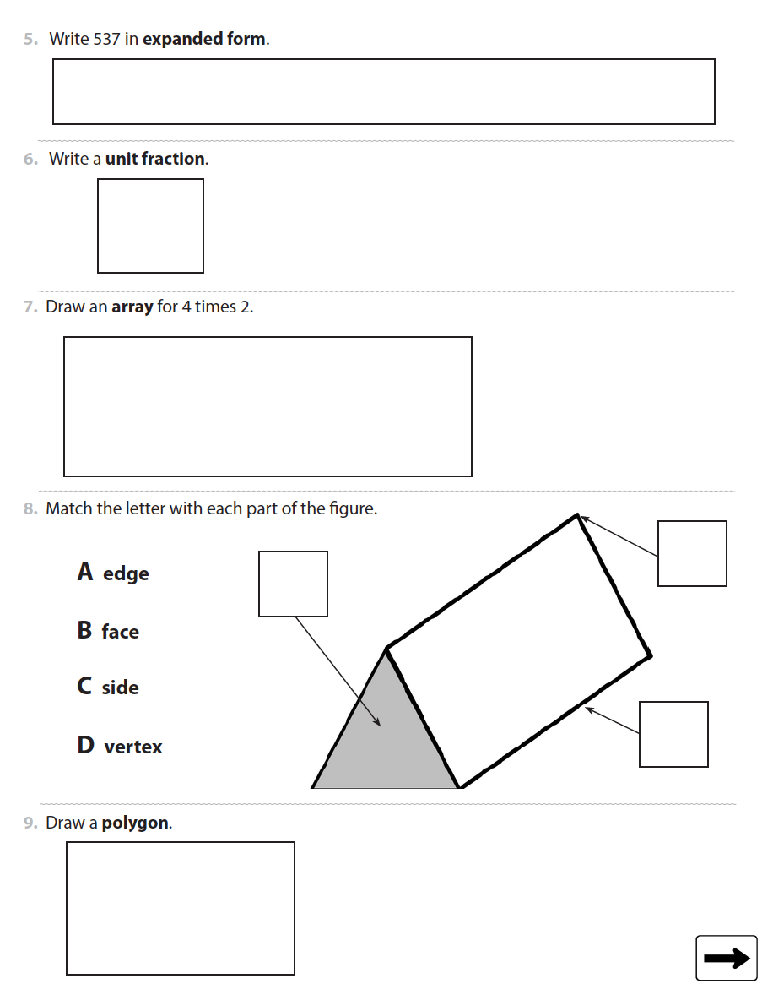 5. Write 537 in expanded form.
6. Write a unit fraction.
7. Draw an array for 4 times 2.
8. Match the letter with each part of the figure.
A edge
B face
C side
D vertex
9. Draw a polygon.